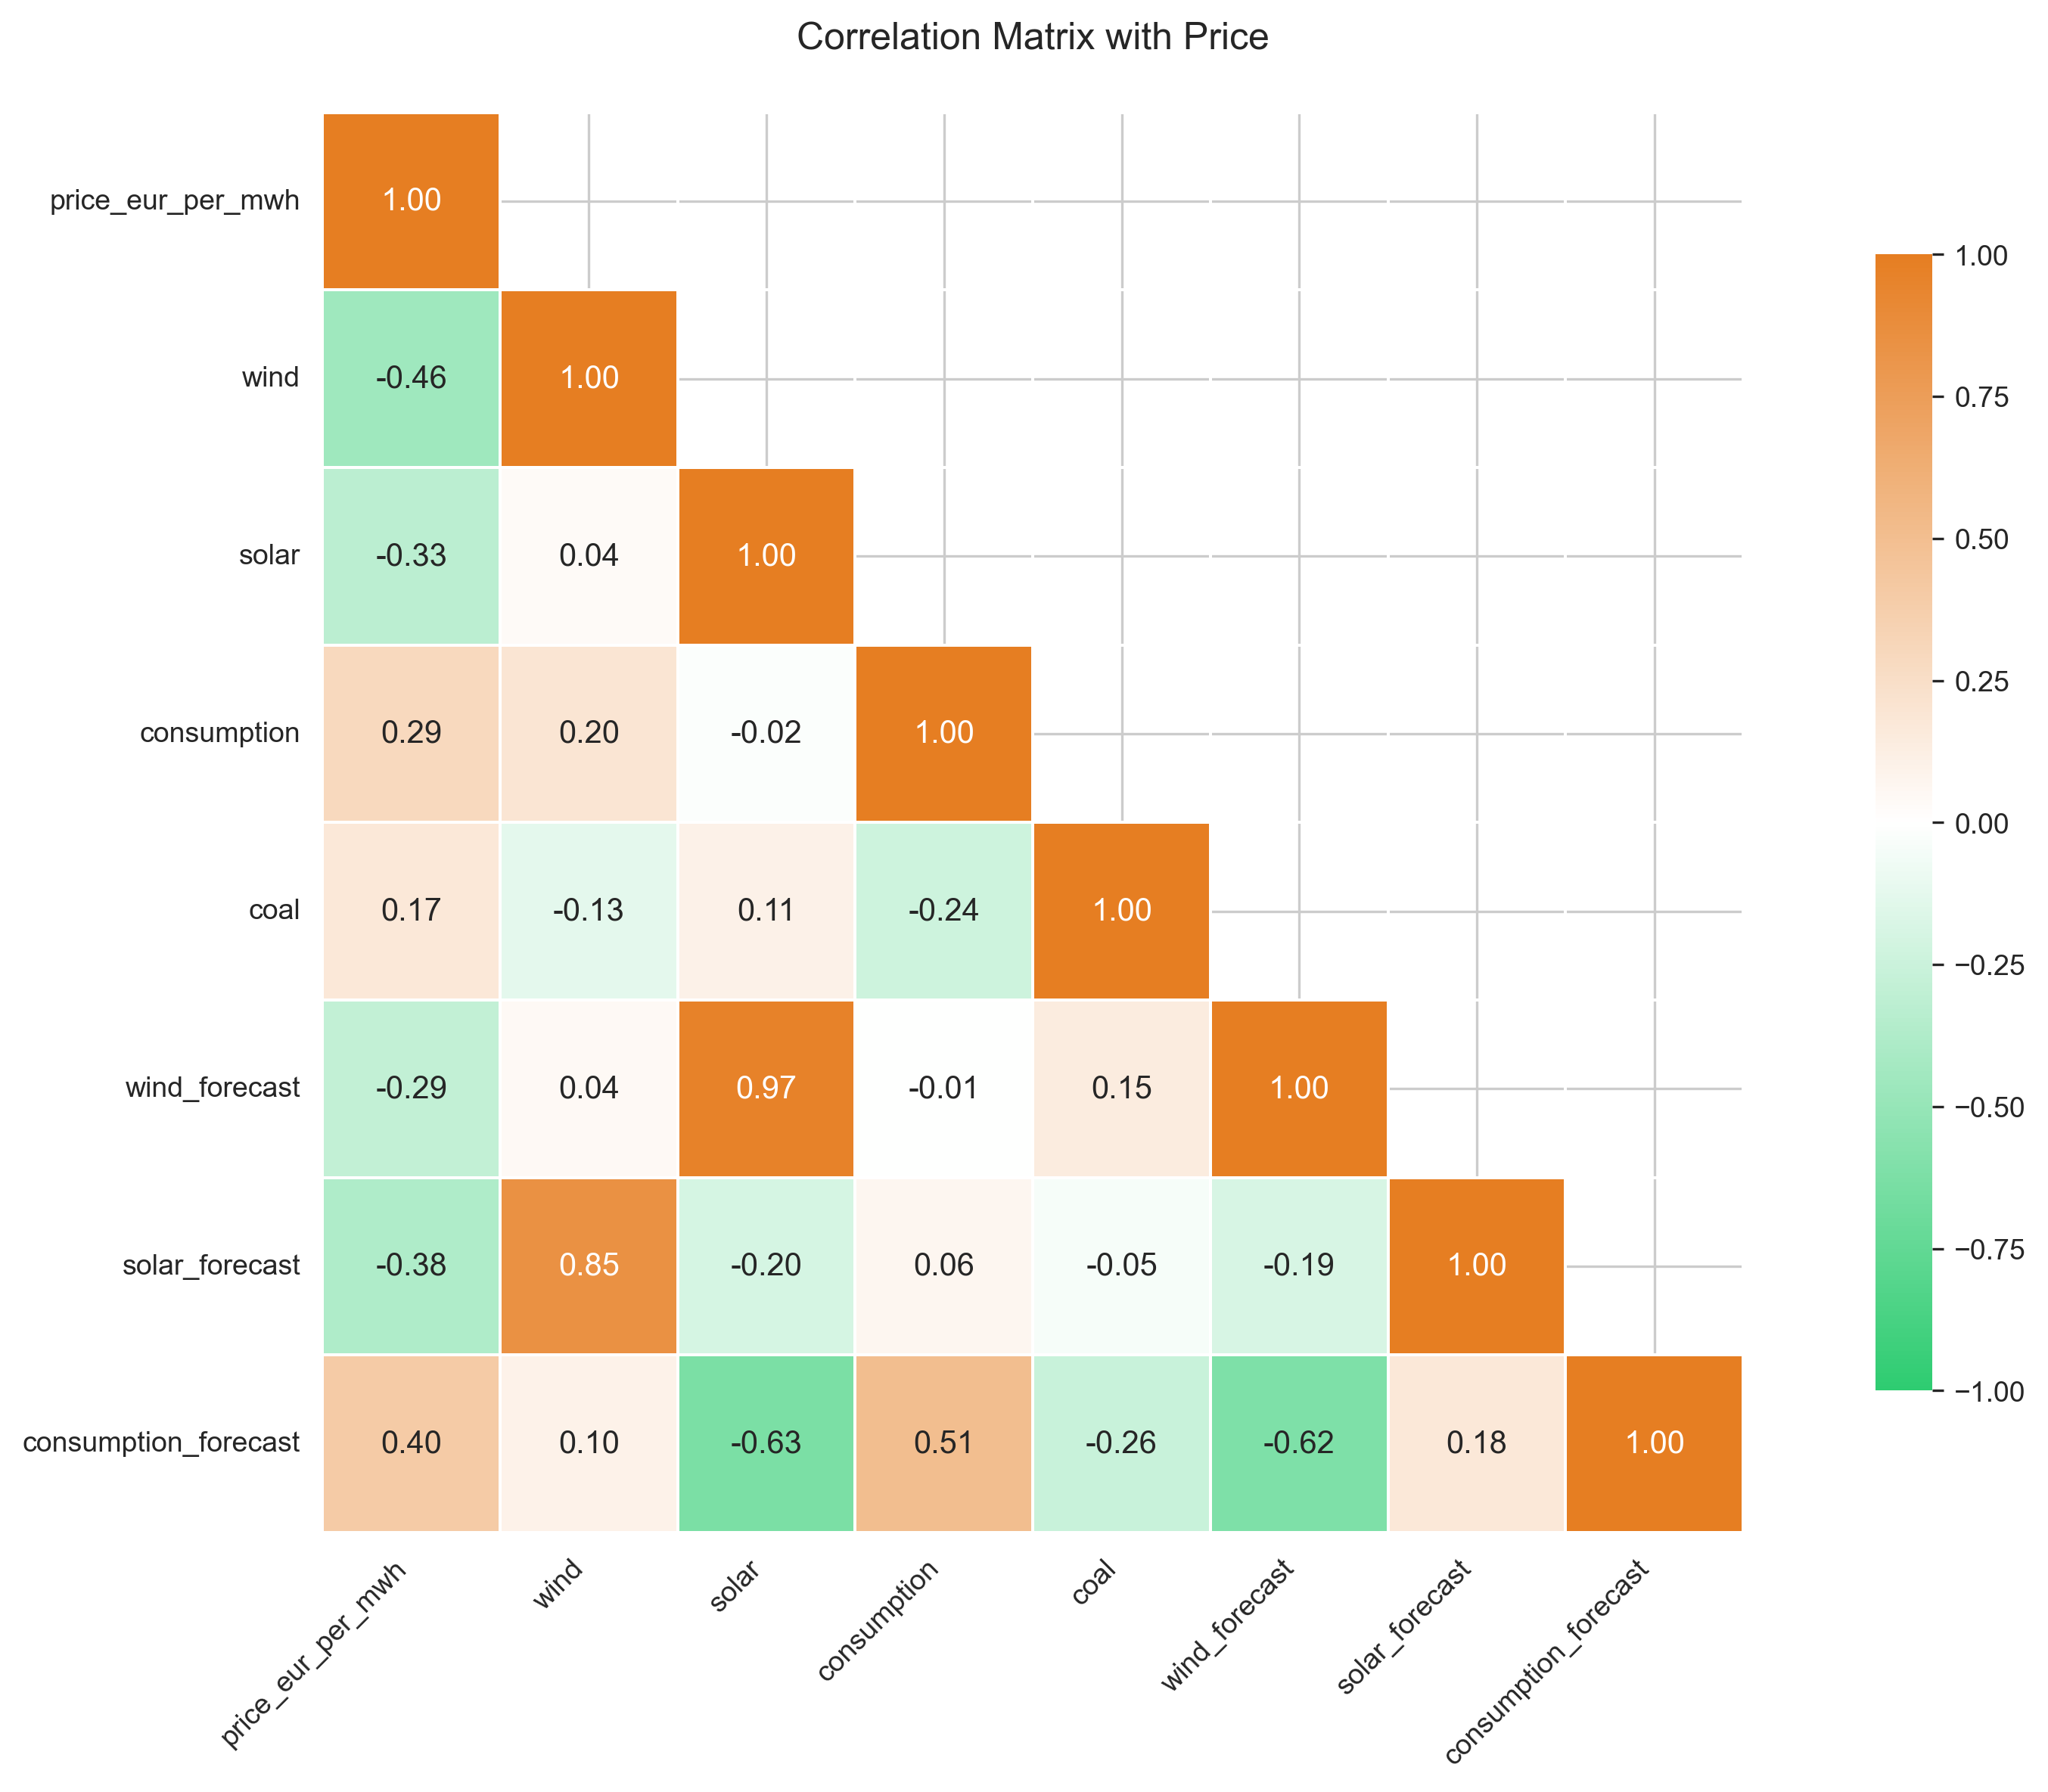 Correlation Matrix with Price
price_eur_per_mwh 1.00
wind -0.46 1.00
solar -0.33 0.04 1.00
consumption 0.29 0.20 -0.02 1.00
coal 0.17 -0.13 0.11 -0.24 1.00
wind_forecast -0.29 0.04 0.97 -0.01 0.15 1.00
solar_forecast -0.38 0.85 -0.20 0.06 -0.05 -0.19 1.00
consumption_forecast 0.40 0.10 -0.63 0.51 -0.26 -0.62 0.18 1.00
price_eur_per_mwh
wind
solar
consumption
coal
wind_forecast
solar_forecast
consumption_forecast
1.00
0.75
0.50
0.25
0.00
−0.25
−0.50
−0.75
−1.00